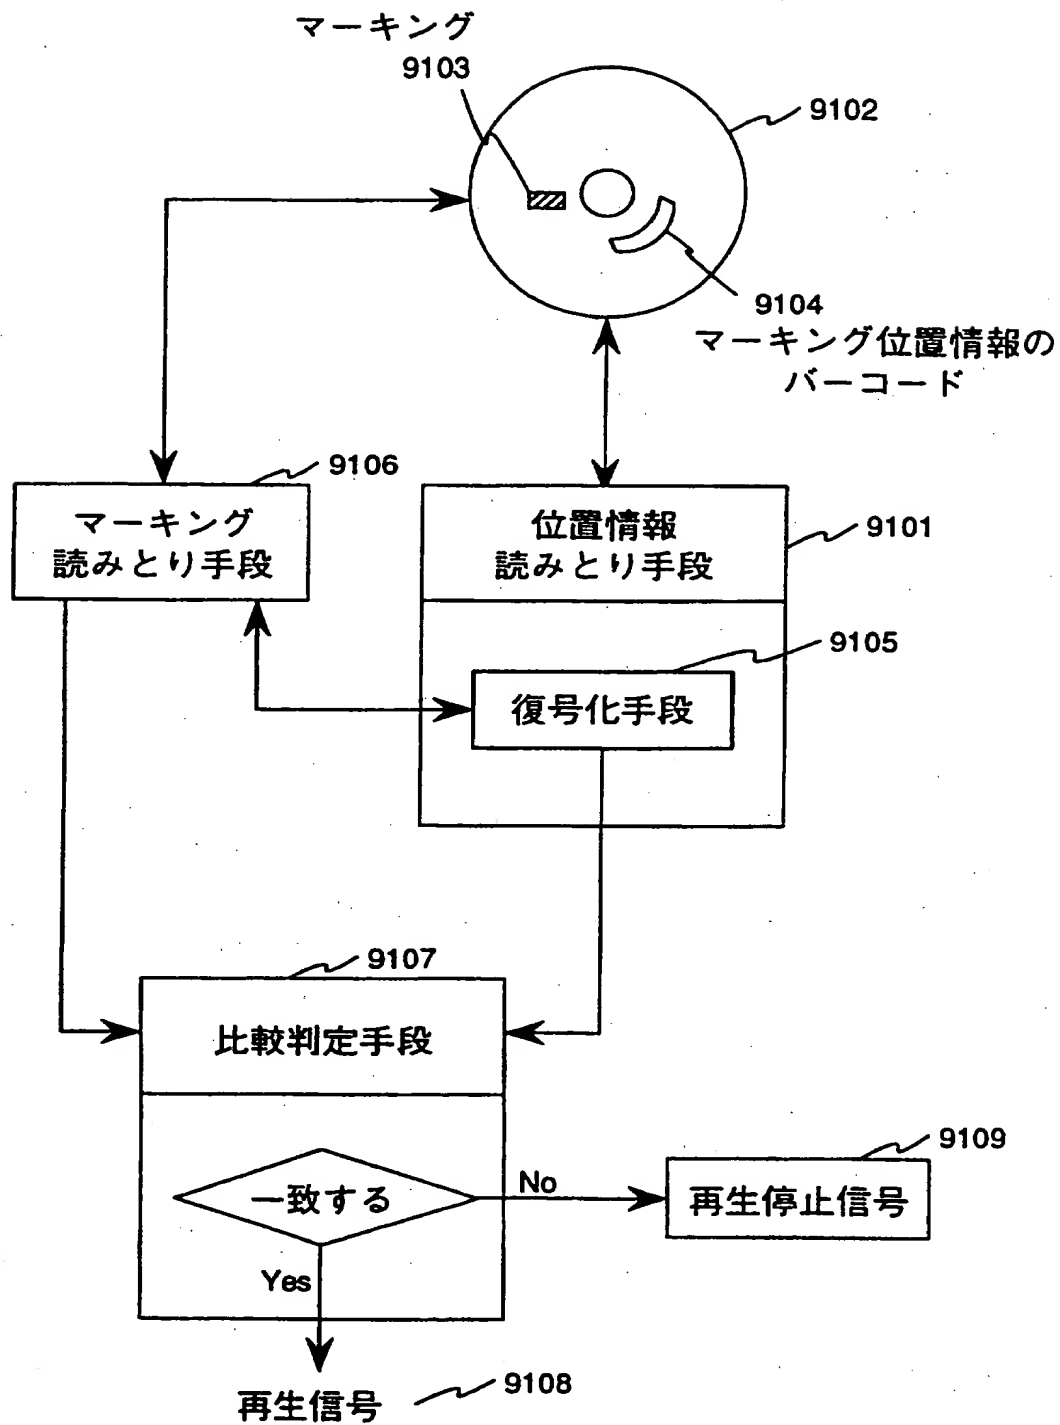 マーキング
9103
9102
9104
マーキング位置情報の
バーコード
9106
マーキング
読みとり手段
位置情報
読みとり手段
9101
9105
復号化手段
9107
比較判定手段
一致する
No
9109
再生停止信号
Yes
再生信号
9108